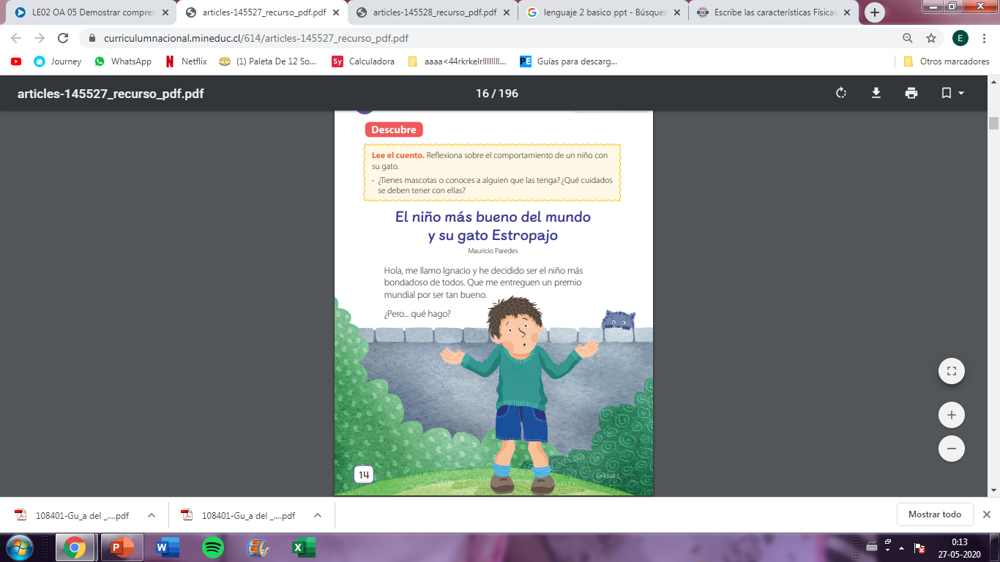 LE02 OA 05 Demostrar compren
articles-145527_recurso_pdf.pdf
articles-145528_recurso_pdf.pdf
lenguaje 2 basico ppt - Búsqued
Escribe las características Físicas
curriculumnacional.mineduc.cl/614/articles-145527_recurso_pdf.pdf
E
Journey
WhatsApp
Netflix
(1) Paleta De 12 So...
Sy
Calculadora
aaaa<44rkrkelrlllllllll...
PE
Guías para descarg...
Otros marcadores
articles-145527_recurso_pdf.pdf
16 / 196
Descubre
Lee el cuento. Reflexiona sobre el comportamiento de un niño con
su gato.
• ¿Tienes mascotas o conoces a alguien que las tenga? ¿Qué cuidados
se deben tener con ellas?
El niño más bueno del mundo
y su gato Estropajo
Mauricio Paredes
Hola, me llamo Ignacio y he decidido ser el niño más
bondadoso de todos. Que me entreguen un premio
mundial por ser tan bueno.
¿Pero... qué hago?
14
Unidad 1
108401-Gu_a del _....pdf
108401-Gu_a del _....pdf
Mostrar todo
0:13
27-05-2020